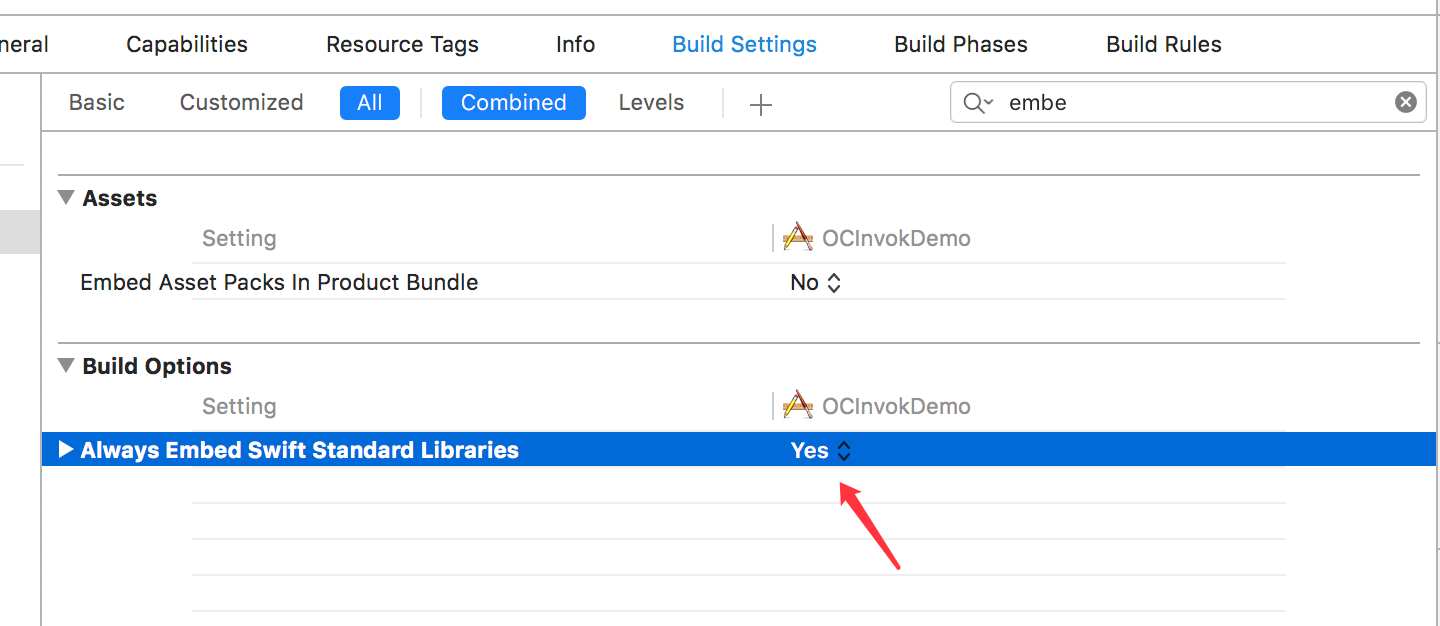 neral Capabilities Resource Tags Info Build Settings Build Phases Build Rules
Basic Customized All Combined Levels + embe
Assets
Setting OCInvokDemo
Embed Asset Packs In Product Bundle No
Build Options
Setting OCInvokDemo
Always Embed Swift Standard Libraries Yes